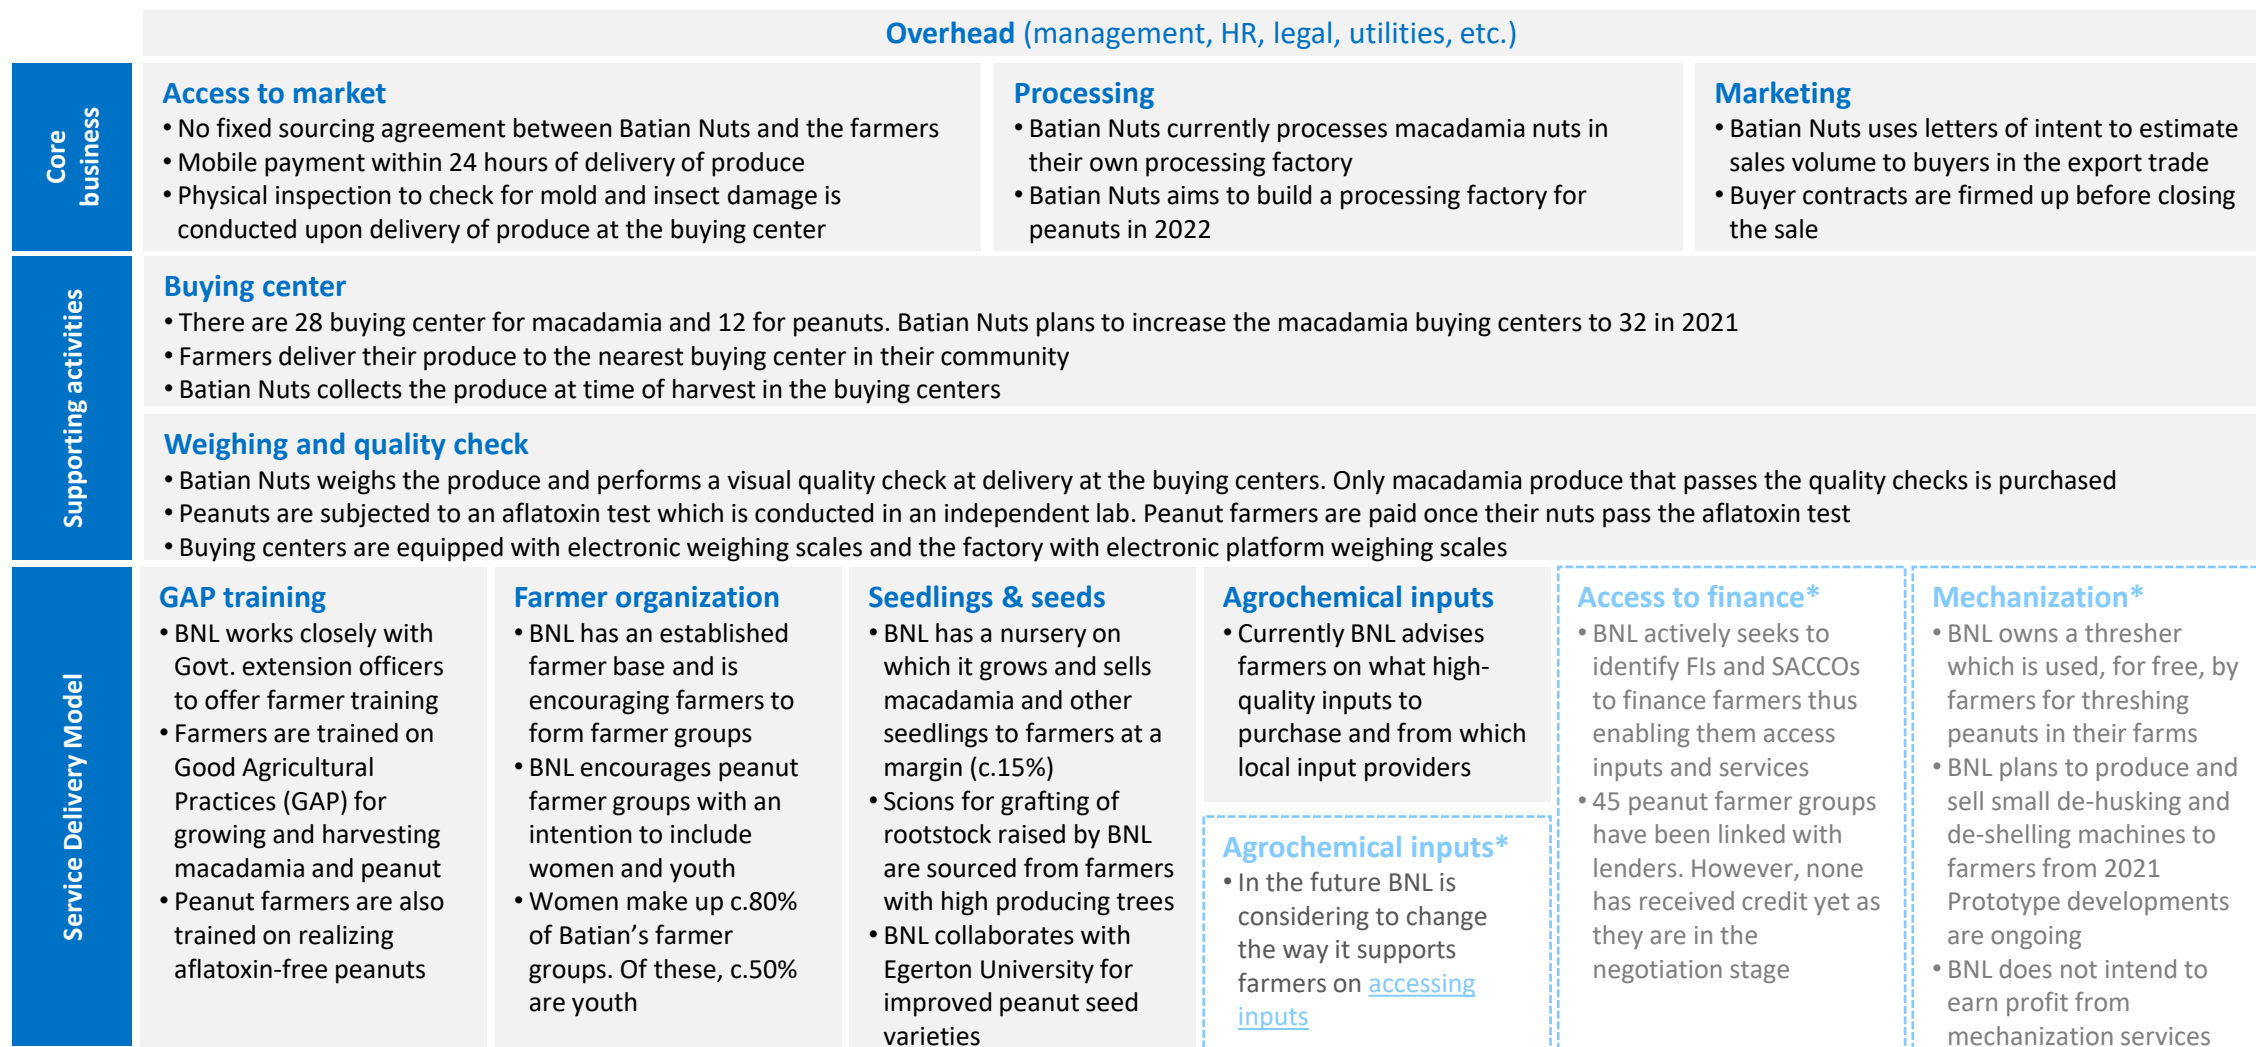 Overhead (management, HR, legal, utilities, etc.)
Core
business
Access to market
• No fixed sourcing agreement between Batian Nuts and the farmers
• Mobile payment within 24 hours of delivery of produce
• Physical inspection to check for mold and insect damage is
conducted upon delivery of produce at the buying center
Processing
• Batian Nuts currently processes macadamia nuts in
their own processing factory
• Batian Nuts aims to build a processing factory for
peanuts in 2022
Marketing
• Batian Nuts uses letters of intent to estimate
sales volume to buyers in the export trade
• Buyer contracts are firmed up before closing
the sale
Supporting activities
Buying center
• There are 28 buying center for macadamia and 12 for peanuts. Batian Nuts plans to increase the macadamia buying centers to 32 in 2021
• Farmers deliver their produce to the nearest buying center in their community
• Batian Nuts collects the produce at time of harvest in the buying centers
Weighing and quality check
• Batian Nuts weighs the produce and performs a visual quality check at delivery at the buying centers. Only macadamia produce that passes the quality checks is purchased
• Peanuts are subjected to an aflatoxin test which is conducted in an independent lab. Peanut farmers are paid once their nuts pass the aflatoxin test
• Buying centers are equipped with electronic weighing scales and the factory with electronic platform weighing scales
Service Delivery Model
GAP training
• BNL works closely with
Govt. extension officers
to offer farmer training
• Farmers are trained on
Good Agricultural
Practices (GAP) for
growing and harvesting
macadamia and peanut
• Peanut farmers are also
trained on realizing
aflatoxin-free peanuts
Farmer organization
• BNL has an established
farmer base and is
encouraging farmers to
form farmer groups
• BNL encourages peanut
farmer groups with an
intention to include
women and youth
• Women make up c.80%
of Batian’s farmer
groups. Of these, c.50%
are youth
Seedlings & seeds
• BNL has a nursery on
which it grows and sells
macadamia and other
seedlings to farmers at a
margin (c.15%)
• Scions for grafting of
rootstock raised by BNL
are sourced from farmers
with high producing trees
• BNL collaborates with
Egerton University for
improved peanut seed
varieties
Agrochemical inputs
• Currently BNL advises
farmers on what high-
quality inputs to
purchase and from which
local input providers
Agrochemical inputs*
• In the future BNL is
considering to change
the way it supports
farmers on accessing
inputs
Access to finance*
• BNL actively seeks to
identify FIs and SACCOs
to finance farmers thus
enabling them access
inputs and services
• 45 peanut farmer groups
have been linked with
lenders. However, none
has received credit yet as
they are in the
negotiation stage
Mechanization*
• BNL owns a thresher
which is used, for free, by
farmers for threshing
peanuts in their farms
• BNL plans to produce and
sell small de-husking and
de-shelling machines to
farmers from 2021
Prototype developments
are ongoing
• BNL does not intend to
earn profit from
mechanization services